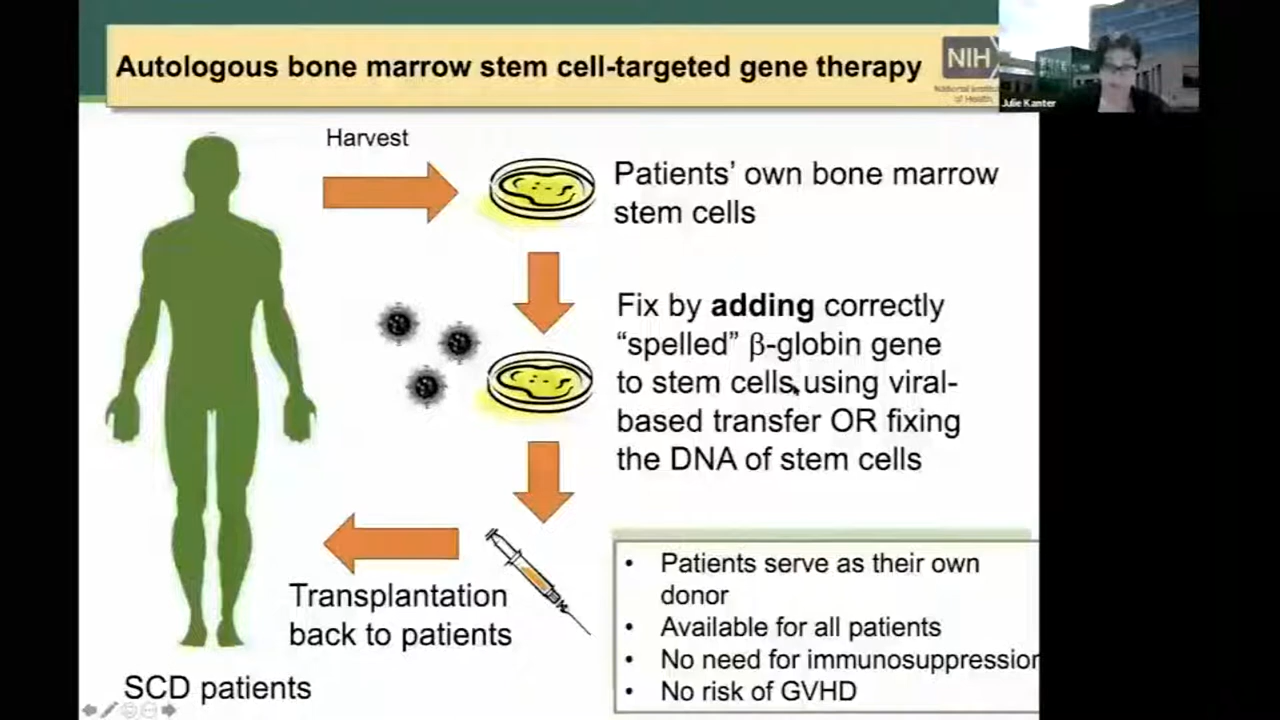 Autologous bone marrow stem cell-targeted gene therapy
NIH
National Institutes
of Health
Julie Kanter
Harvest
Patients’ own bone marrow
stem cells
Fix by adding correctly
“spelled” β-globin gene
to stem cells, using viral-
based transfer OR fixing
the DNA of stem cells
Transplantation
back to patients
SCD patients
• Patients serve as their own
donor
• Available for all patients
• No need for immunosuppression
• No risk of GVHD